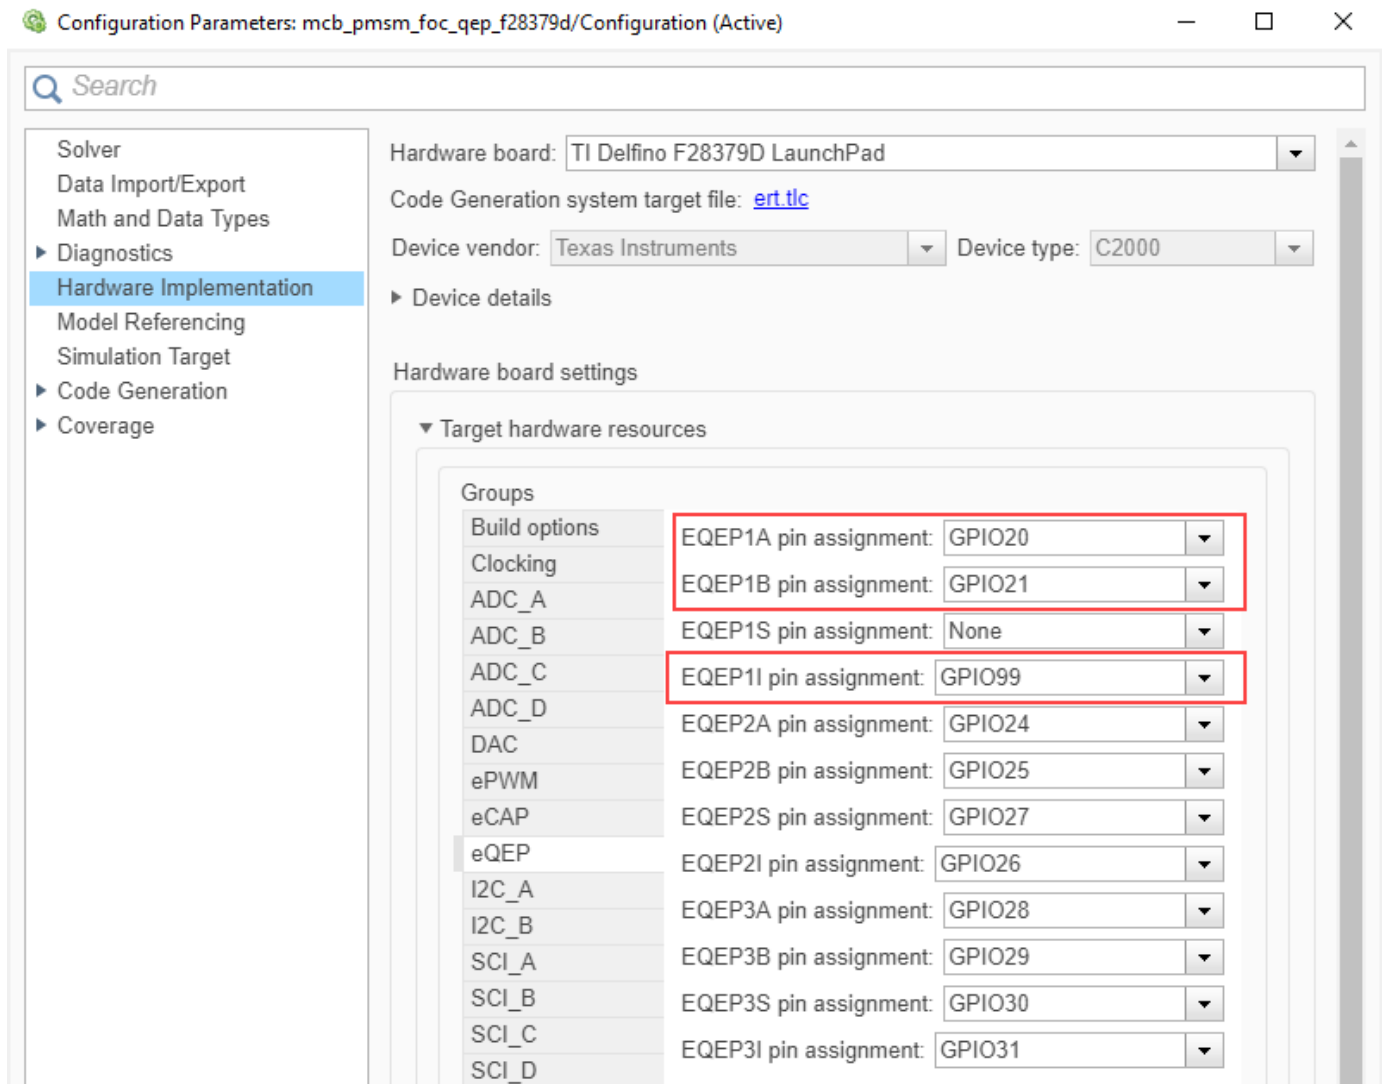 Configuration Parameters: mcb_pmsm_foc_qep_f28379d/Configuration (Active)
Search
Solver
Data Import/Export
Math and Data Types
Diagnostics
Hardware Implementation
Model Referencing
Simulation Target
Code Generation
Coverage
Hardware board: TI Delfino F28379D LaunchPad
Code Generation system target file: ert.tlc
Device vendor: Texas Instruments Device type: C2000
Device details
Hardware board settings
Target hardware resources
Groups
Build options
Clocking
ADC_A
ADC_B
ADC_C
ADC_D
DAC
ePWM
eCAP
eQEP
I2C_A
I2C_B
SCI_A
SCI_B
SCI_C
SCI_D
EQEP1A pin assignment: GPIO20
EQEP1B pin assignment: GPIO21
EQEP1S pin assignment: None
EQEP1I pin assignment: GPIO99
EQEP2A pin assignment: GPIO24
EQEP2B pin assignment: GPIO25
EQEP2S pin assignment: GPIO27
EQEP2I pin assignment: GPIO26
EQEP3A pin assignment: GPIO28
EQEP3B pin assignment: GPIO29
EQEP3S pin assignment: GPIO30
EQEP3I pin assignment: GPIO31